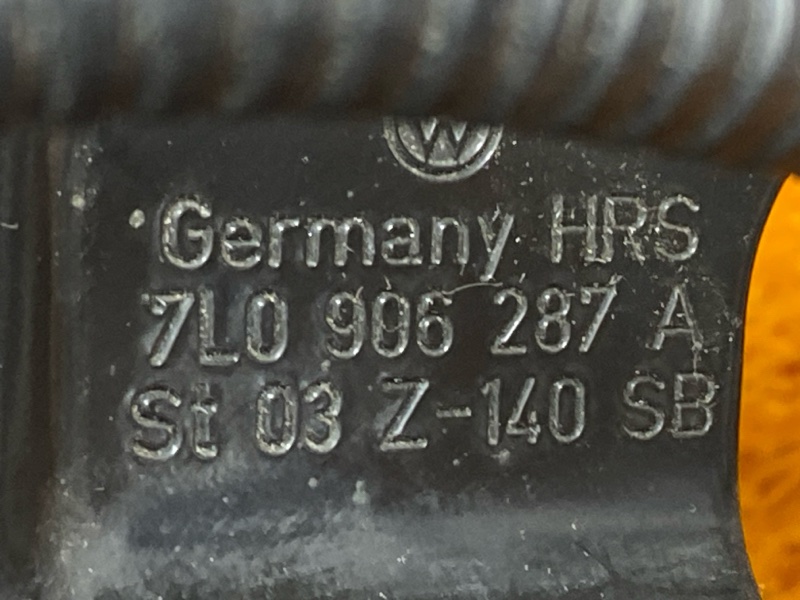 Germany HRS
7L0 906 287 A
St 03 Z-140 SB